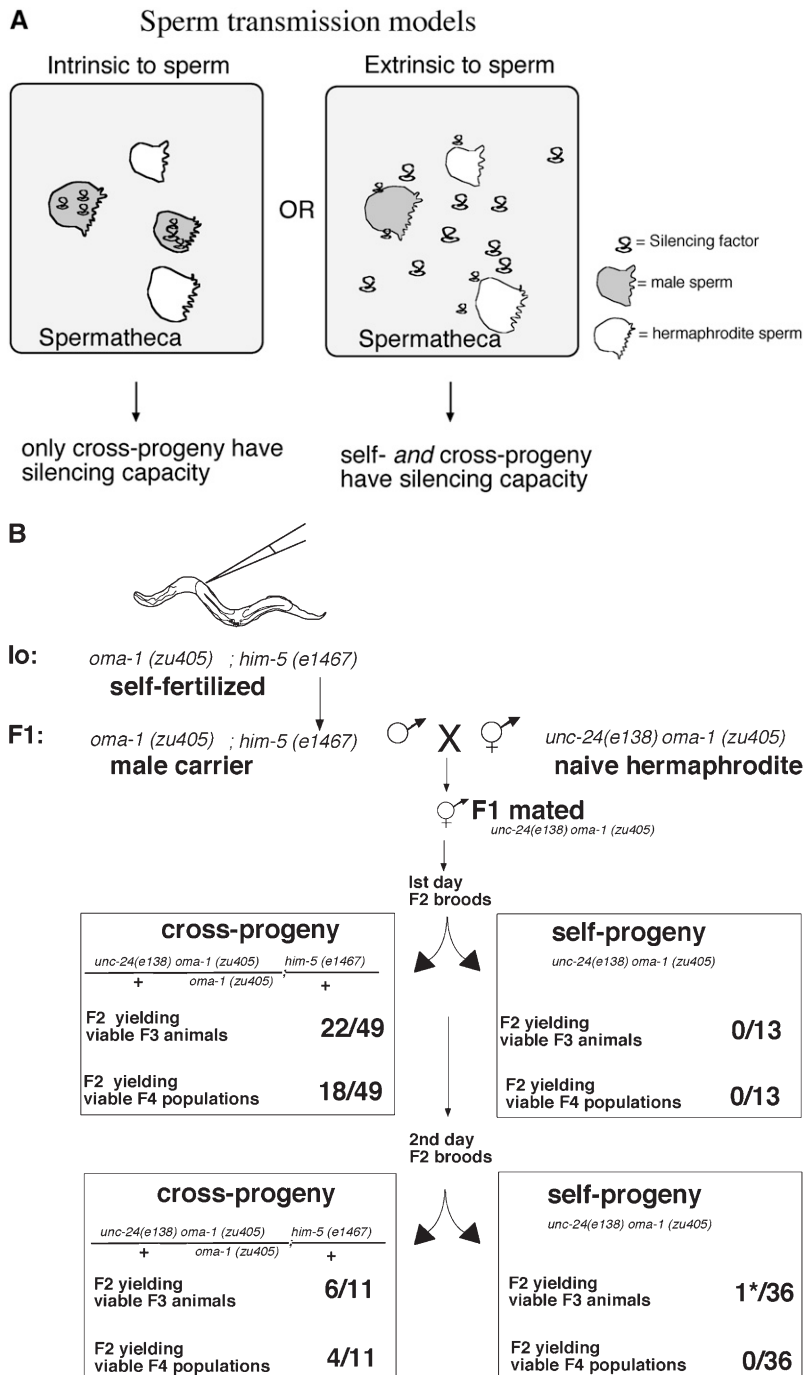 A
Sperm transmission models
Intrinsic to sperm
Extrinsic to sperm
OR
Spermatheca
Spermatheca
= Silencing factor
= male sperm
= hermaphrodite sperm
only cross-progeny have
silencing capacity
self- and cross-progeny
have silencing capacity
B
Io:
oma-1 (zu405) ; him-5 (e1467)
self-fertilized
F1:
oma-1 (zu405) ; him-5 (e1467)
male carrier
X
unc-24(e138) oma-1 (zu405)
naive hermaphrodite
F1 mated
unc-24(e138) oma-1 (zu405)
Ist day
F2 broods
cross-progeny
unc-24(e138) oma-1 (zu405) ; him-5 (e1467)
+ oma-1 (zu405) +
F2 yielding
viable F3 animals
22/49
F2 yielding
viable F4 populations
18/49
self-progeny
unc-24(e138) oma-1 (zu405)
F2 yielding
viable F3 animals
0/13
F2 yielding
viable F4 populations
0/13
2nd day
F2 broods
cross-progeny
unc-24(e138) oma-1 (zu405) ; him-5 (e1467)
+ oma-1 (zu405) +
F2 yielding
viable F3 animals
6/11
F2 yielding
viable F4 populations
4/11
self-progeny
unc-24(e138) oma-1 (zu405)
F2 yielding
viable F3 animals
1*/36
F2 yielding
viable F4 populations
0/36